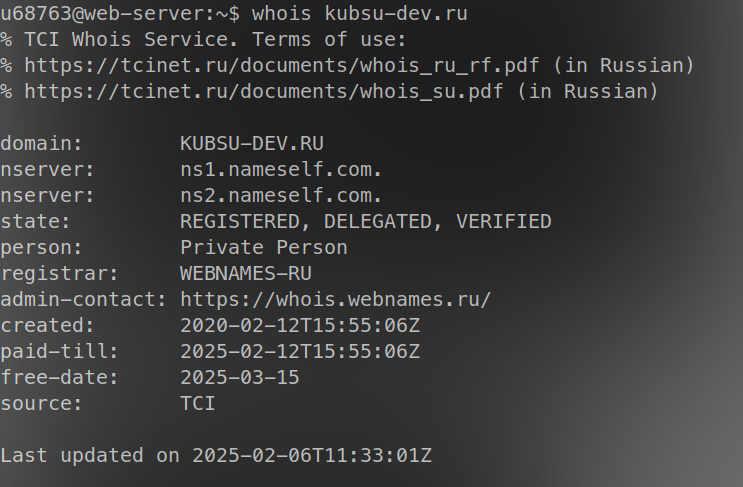 u68763@web-server:~$ whois kubsu-dev.ru
% TCI Whois Service. Terms of use:
% https://tcinet.ru/documents/whois_ru_rf.pdf (in Russian)
% https://tcinet.ru/documents/whois_su.pdf (in Russian)

domain:        KUBSU-DEV.RU
nserver:       ns1.nameself.com.
nserver:       ns2.nameself.com.
state:         REGISTERED, DELEGATED, VERIFIED
person:        Private Person
registrar:     WEBNAMES-RU
admin-contact: https://whois.webnames.ru/
created:       2020-02-12T15:55:06Z
paid-till:     2025-02-12T15:55:06Z
free-date:     2025-03-15
source:        TCI

Last updated on 2025-02-06T11:33:01Z